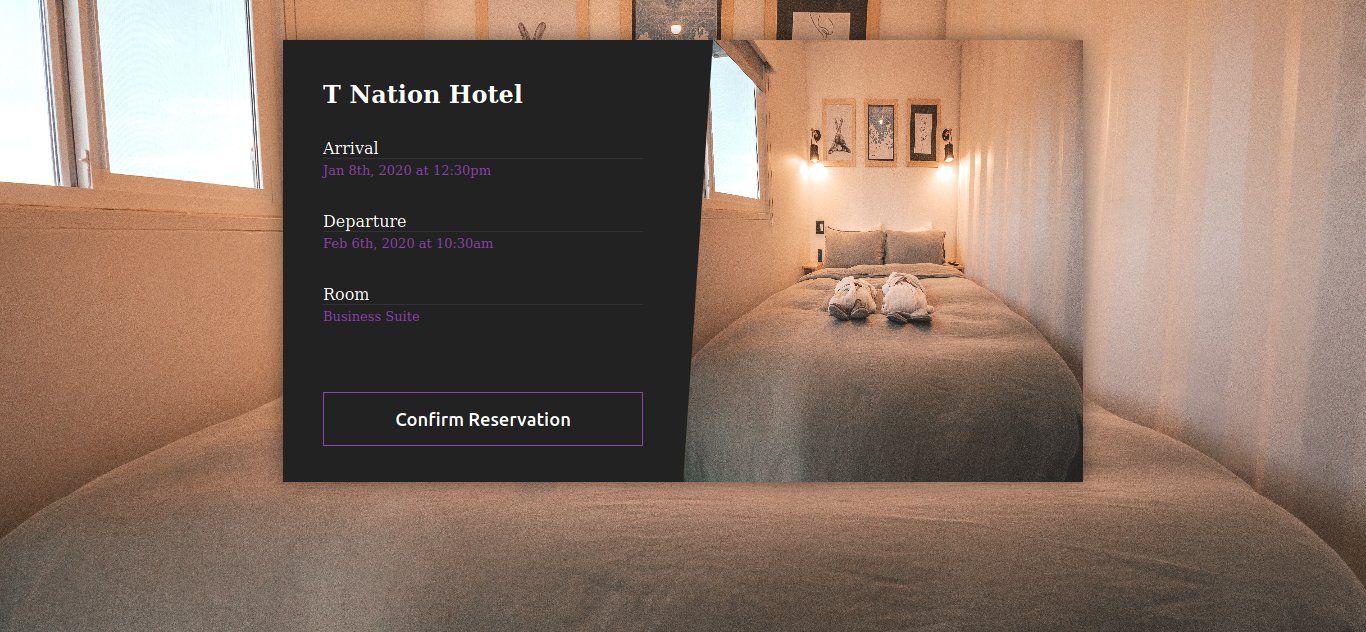 T Nation Hotel
Arrival
Jan 8th, 2020 at 12:30pm
Departure
Feb 6th, 2020 at 10:30am
Room
Business Suite
Confirm Reservation